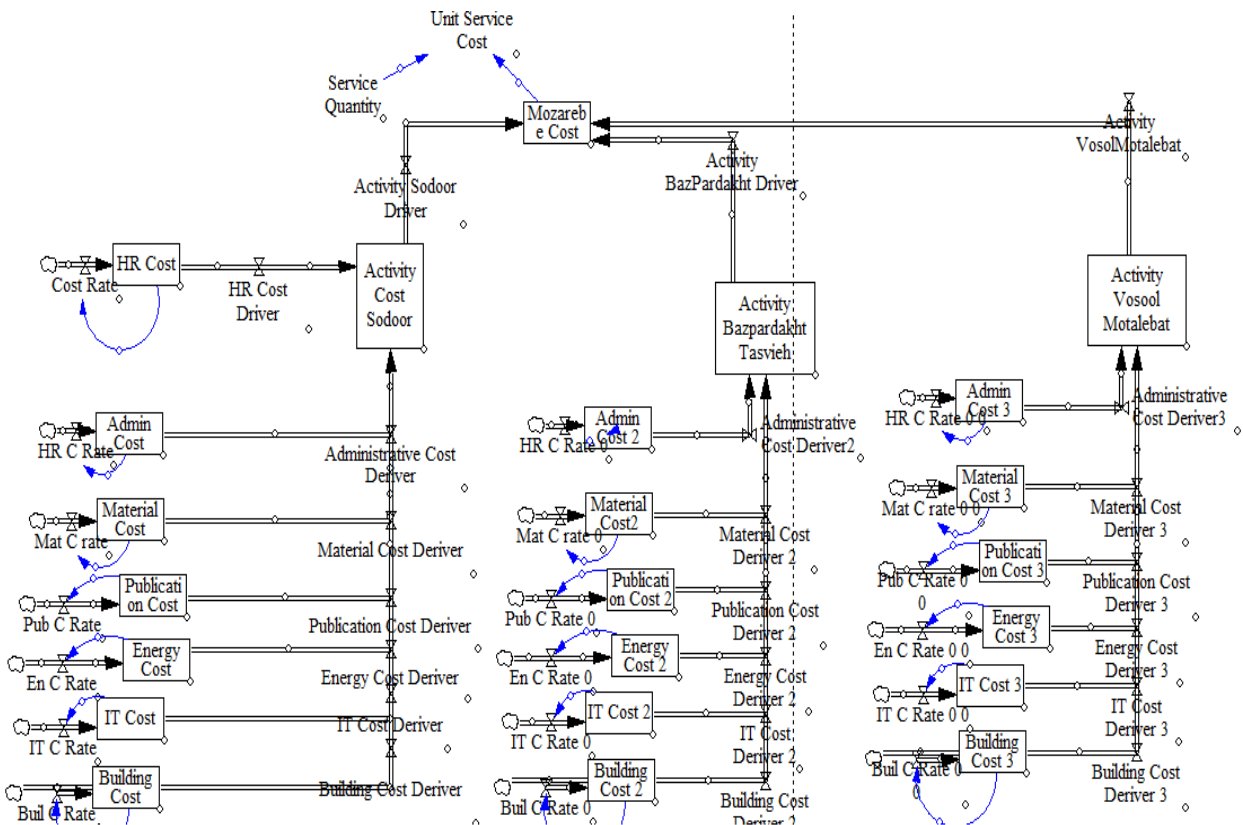 Unit Service
Cost
Service
Quantity
Mozareb
e Cost
Activity
VosolMotalebat
Activity
BazPardakht Driver
Activity Sodoor
Driver
HR Cost
Cost Rate
HR Cost
Driver
Activity
Cost
Sodoor
Activity
Bazpardakht
Tasvieh
Activity
Vosool
Motalebat
Admin
Cost
HR C Rate
Administrative Cost
Deriver
Material
Cost
Mat C rate
Material Cost Deriver
Publicati
on Cost
Pub C Rate
Publication Cost Deriver
Energy
Cost
En C Rate
Energy Cost Deriver
IT Cost
IT C Rate
IT Cost Deriver
Building
Cost
Buil C Rate
Building Cost Deriver
Admin
Cost 2
HR C Rate 0
Administrative
Cost Deriver2
Material
Cost2
Mat C rate 0
Material Cost
Deriver 2
Publicati
on Cost 2
Pub C Rate 0
Publication Cost
Deriver 2
Energy
Cost 2
En C Rate 0
Energy Cost
Deriver 2
IT Cost 2
IT C Rate 0
IT Cost
Deriver 2
Building
Cost 2
Buil C Rate 0
Building Cost
Deriver 2
Admin
Cost 3
HR C Rate 0 0
Administrative
Cost Deriver3
Material
Cost 3
Mat C rate 0 0
Material Cost
Deriver 3
Publicati
on Cost 3
Pub C Rate 0
0
Publication Cost
Deriver 3
Energy
Cost 3
En C Rate 0 0
Energy Cost
Deriver 3
IT Cost 3
IT C Rate 0 0
IT Cost
Deriver 3
Building
Cost 3
Buil C Rate 0
0
Building Cost
Deriver 3